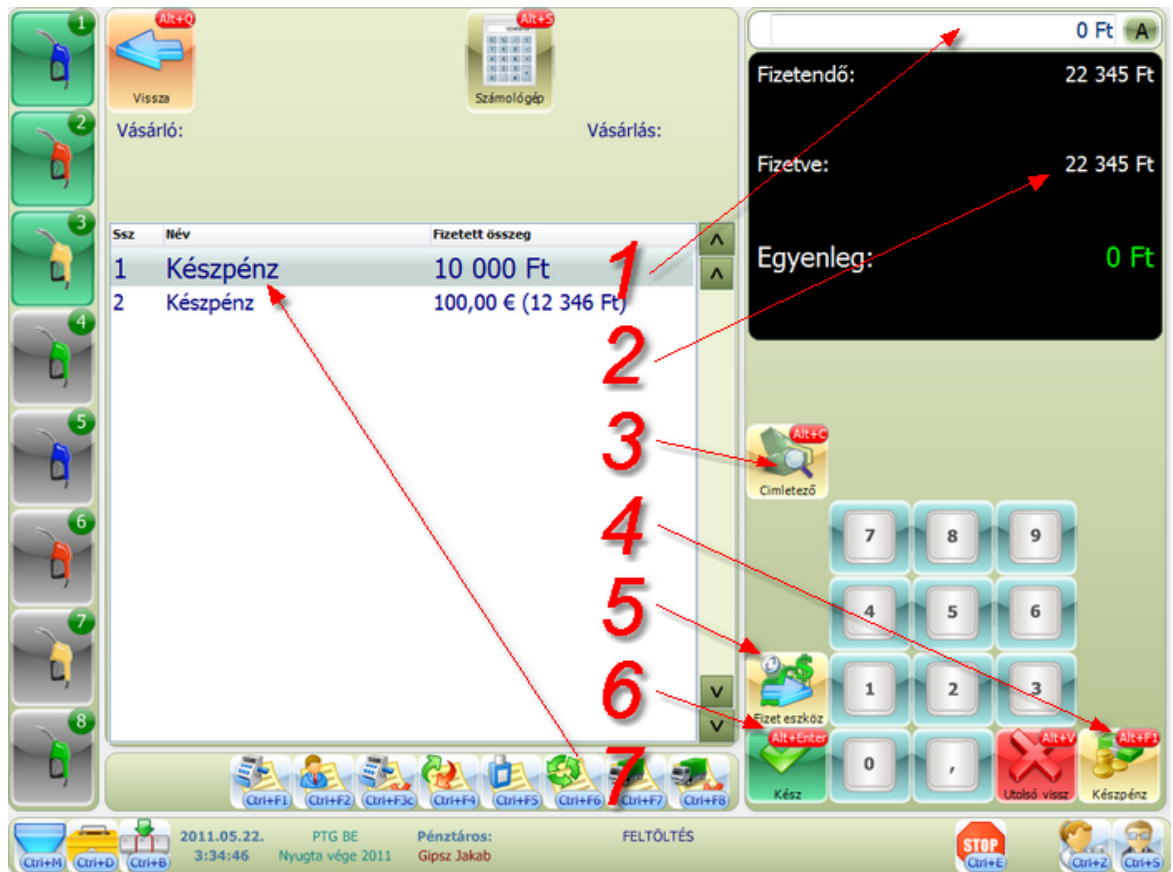 1
Alt+Q
Vissza
Alt+S
Számológép
0 Ft A
2
Vásárló: Vásárlás:
Fizetendő: 22 345 Ft
Fizetve: 22 345 Ft
Egyenleg: 0 Ft
3
Ssz Név Fizetett összeg
1 Készpénz 10 000 Ft
2 Készpénz 100,00 € (12 346 Ft)
1
2
3
4
5
6
7
4
5
6
7
8
Alt+C
Cimletező
7 8 9
4 5 6
Fizet eszköz
1 2 3
Alt+Enter
Kész
0 ,
Alt+V
Utolsó vissz
Alt+F1
Készpénz
Ctrl+F1 Ctrl+F2 Ctrl+F3c Ctrl+F4 Ctrl+F5 Ctrl+F6 Ctrl+F7 Ctrl+F8
Ctrl+M Ctrl+D Ctrl+B
2011.05.22. PTG BE Pénztáros: FELTÖLTÉS
3:34:46 Nyugta vége 2011 Gipsz Jakab
STOP
Ctrl+E
Ctrl+Z Ctrl+S